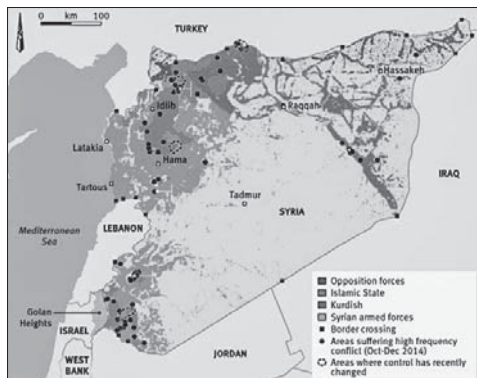 0 km 100
TURKEY
Hassakeh
Idlib
Raqqah
Latakia
Hama
IRAQ
Tartous
Tadmur
Mediterranean
Sea
SYRIA
LEBANON
Golan
Heights
ISRAEL
WEST
BANK
JORDAN
Opposition forces
Islamic State
Kurdish
Syrian armed forces
Border crossing
Areas suffering high frequency
conflict (Oct-Dec 2014)
Areas where control has recently
changed